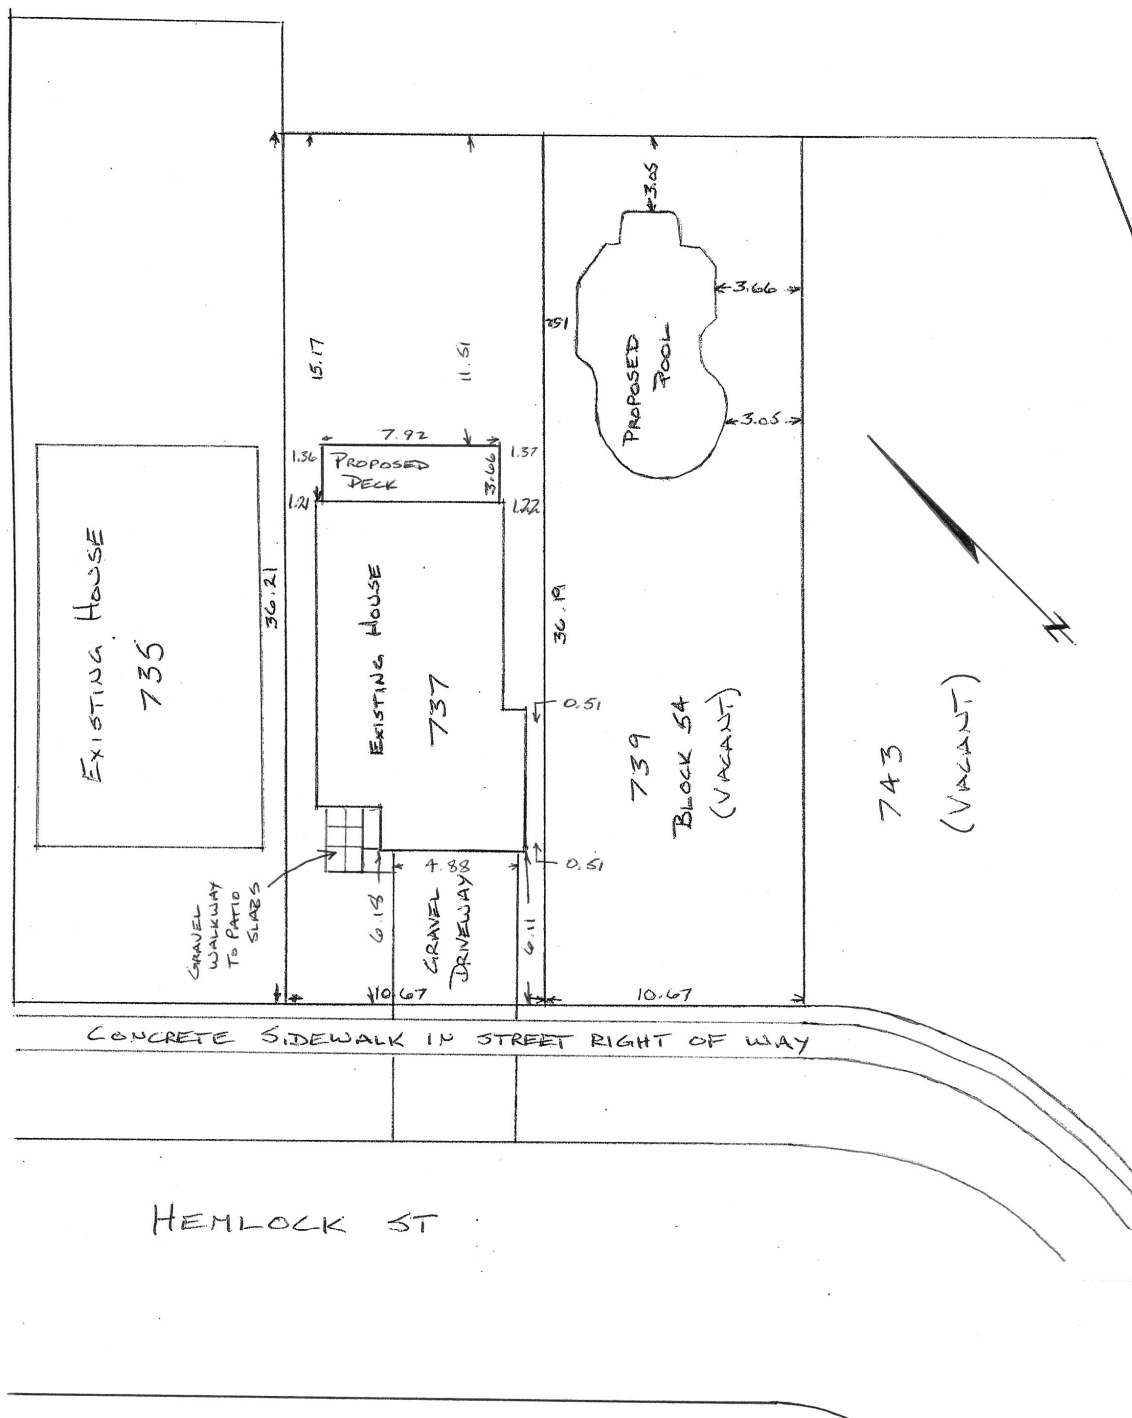 3.05
3.66
PROPOSED
POOL
1.51
3.05
15.17
11.51
7.92
1.36
PROPOSED
DECK
3.66
1.37
1.21
1.22
EXISTING HOUSE
735
36.21
EXISTING HOUSE
737
36.19
0.51
739
BLOCK 54
(VACANT)
743
(VACANT)
N
0.51
4.88
GRAVEL
WALKWAY
TO PATIO
SLABS
6.18
GRAVEL
DRIVEWAY
6.11
10.67
10.67
CONCRETE SIDEWALK IN STREET RIGHT OF WAY
HEMLOCK ST